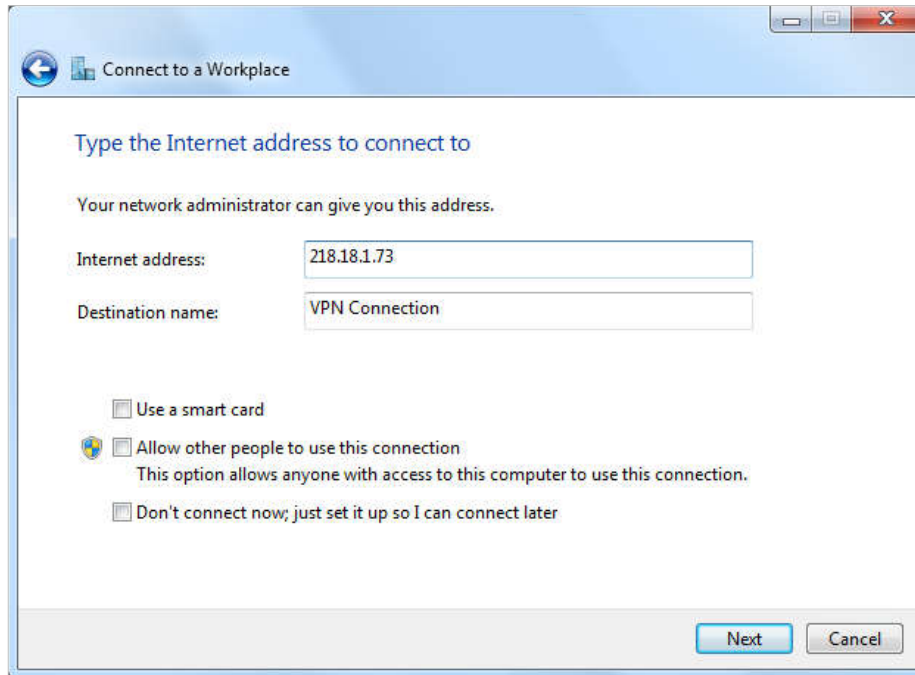 Connect to a Workplace
Type the Internet address to connect to
Your network administrator can give you this address.
Internet address: 218.18.1.73
Destination name: VPN Connection
Use a smart card
Allow other people to use this connection
This option allows anyone with access to this computer to use this connection.
Don't connect now; just set it up so I can connect later
Next Cancel